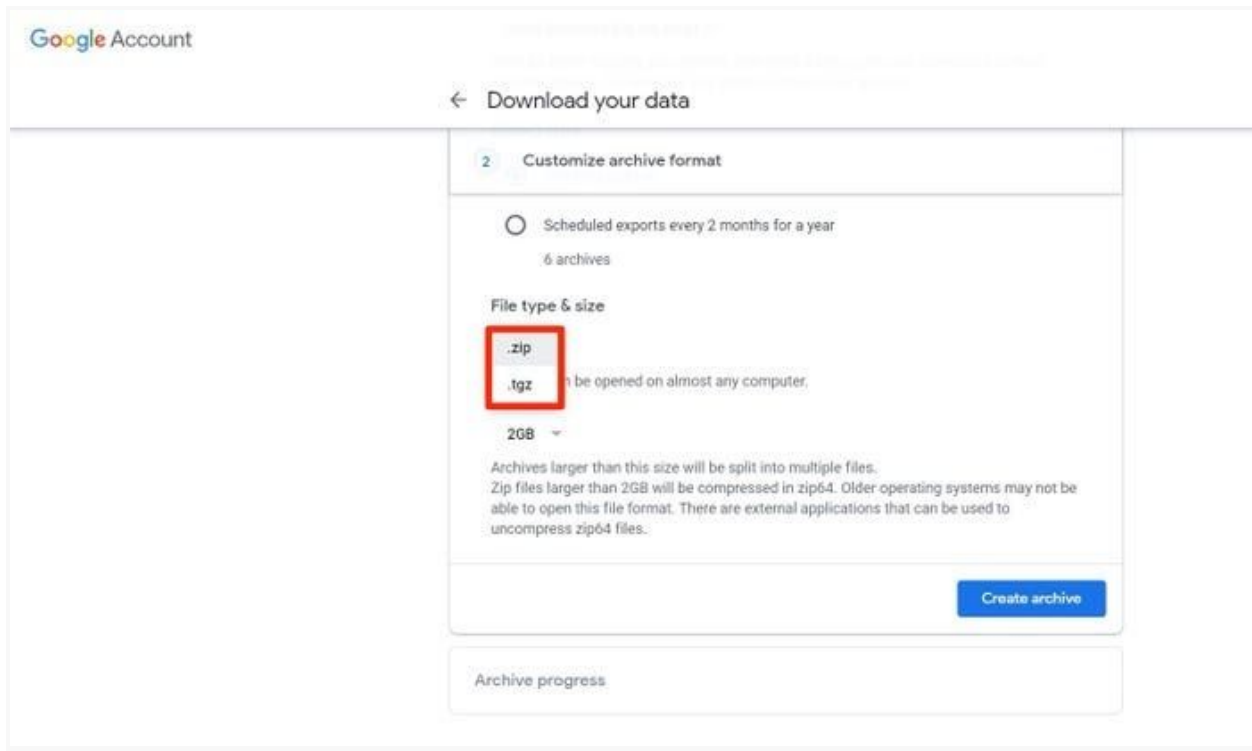 Google Account
← Download your data
2 Customize archive format
Scheduled exports every 2 months for a year
6 archives
File type & size
.zip
.tgz
be opened on almost any computer.
2GB
Archives larger than this size will be split into multiple files.
Zip files larger than 2GB will be compressed in zip64. Older operating systems may not be
able to open this file format. There are external applications that can be used to
uncompress zip64 files.
Create archive
Archive progress